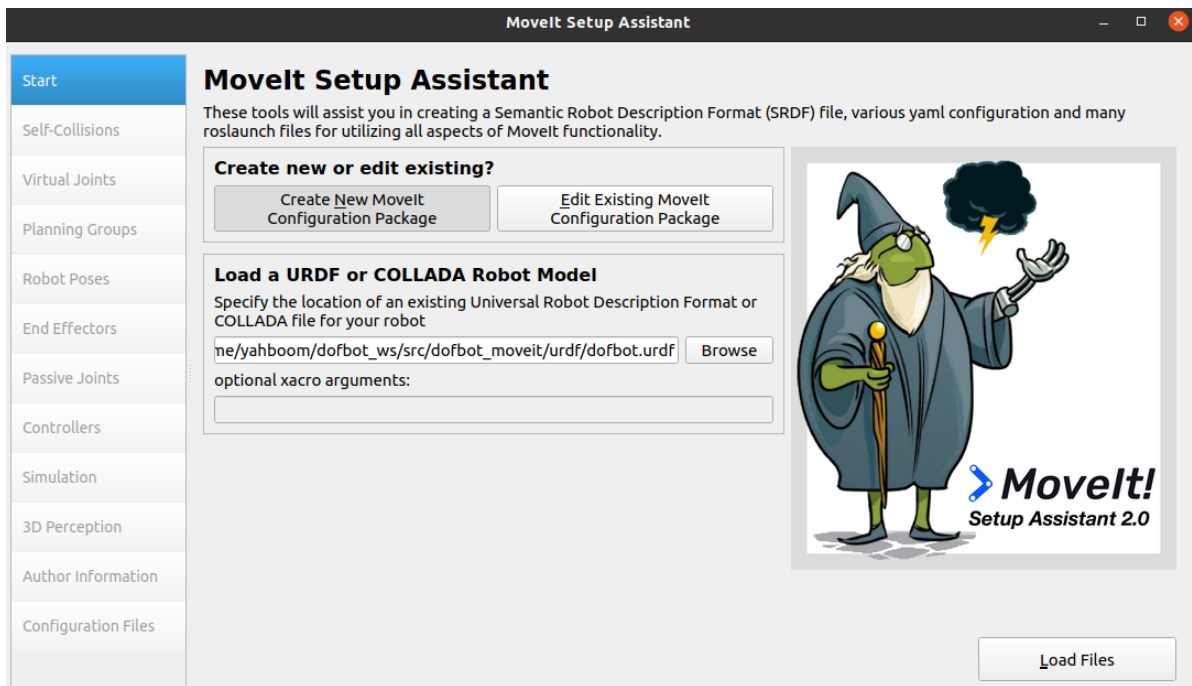 MoveIt Setup Assistant
Start
Self-Collisions
Virtual Joints
Planning Groups
Robot Poses
End Effectors
Passive Joints
Controllers
Simulation
3D Perception
Author Information
Configuration Files
MoveIt Setup Assistant
These tools will assist you in creating a Semantic Robot Description Format (SRDF) file, various yaml configuration and many
roslaunch files for utilizing all aspects of MoveIt functionality.
Create new or edit existing?
Create New MoveIt
Configuration Package
Edit Existing MoveIt
Configuration Package
Load a URDF or COLLADA Robot Model
Specify the location of an existing Universal Robot Description Format or
COLLADA file for your robot
me/yahboom/dofbot_ws/src/dofbot_moveit/urdf/dofbot.urdf
Browse
optional xacro arguments:
MoveIt!
Setup Assistant 2.0
Load Files